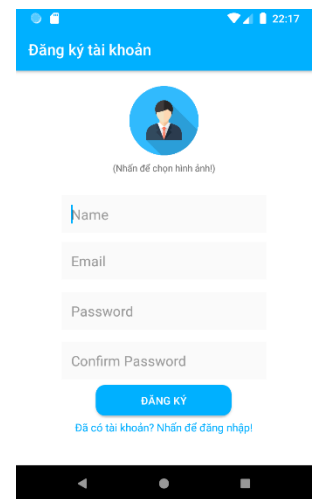 22:17
Đăng ký tài khoản
(Nhấn để chọn hình ảnh!)
Name
Email
Password
Confirm Password
ĐĂNG KÝ
Đã có tài khoản? Nhấn để đăng nhập!